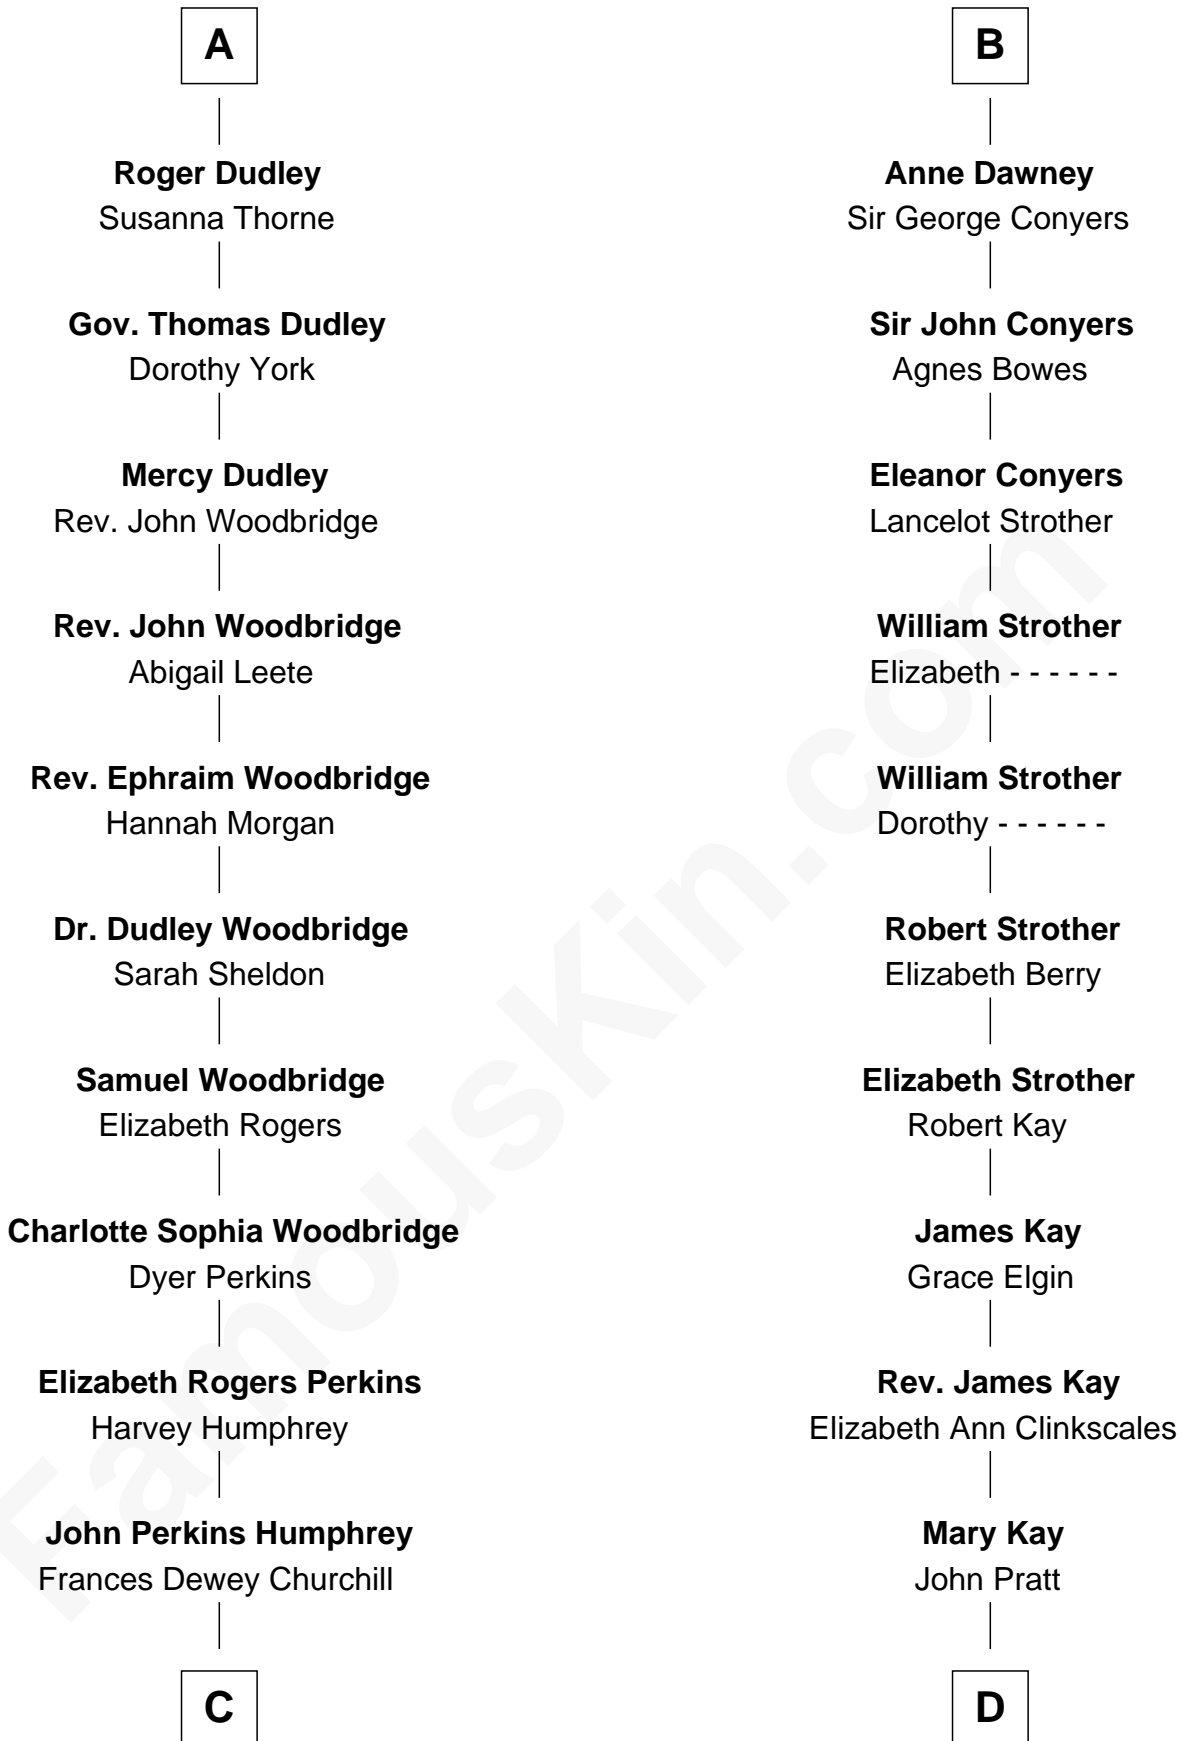 A
Roger Dudley
Susanna Thorne
Gov. Thomas Dudley
Dorothy York
Mercy Dudley
Rev. John Woodbridge
Rev. John Woodbridge
Abigail Leete
Rev. Ephraim Woodbridge
Hannah Morgan
Dr. Dudley Woodbridge
Sarah Sheldon
Samuel Woodbridge
Elizabeth Rogers
Charlotte Sophia Woodbridge
Dyer Perkins
Elizabeth Rogers Perkins
Harvey Humphrey
John Perkins Humphrey
Frances Dewey Churchill
C
B
Anne Dawney
Sir George Conyers
Sir John Conyers
Agnes Bowes
Eleanor Conyers
Lancelot Strother
William Strother
Elizabeth - - - - - -
William Strother
Dorothy - - - - - -
Robert Strother
Elizabeth Berry
Elizabeth Strother
Robert Kay
James Kay
Grace Elgin
Rev. James Kay
Elizabeth Ann Clinkscales
Mary Kay
John Pratt
D
FamousKin.com